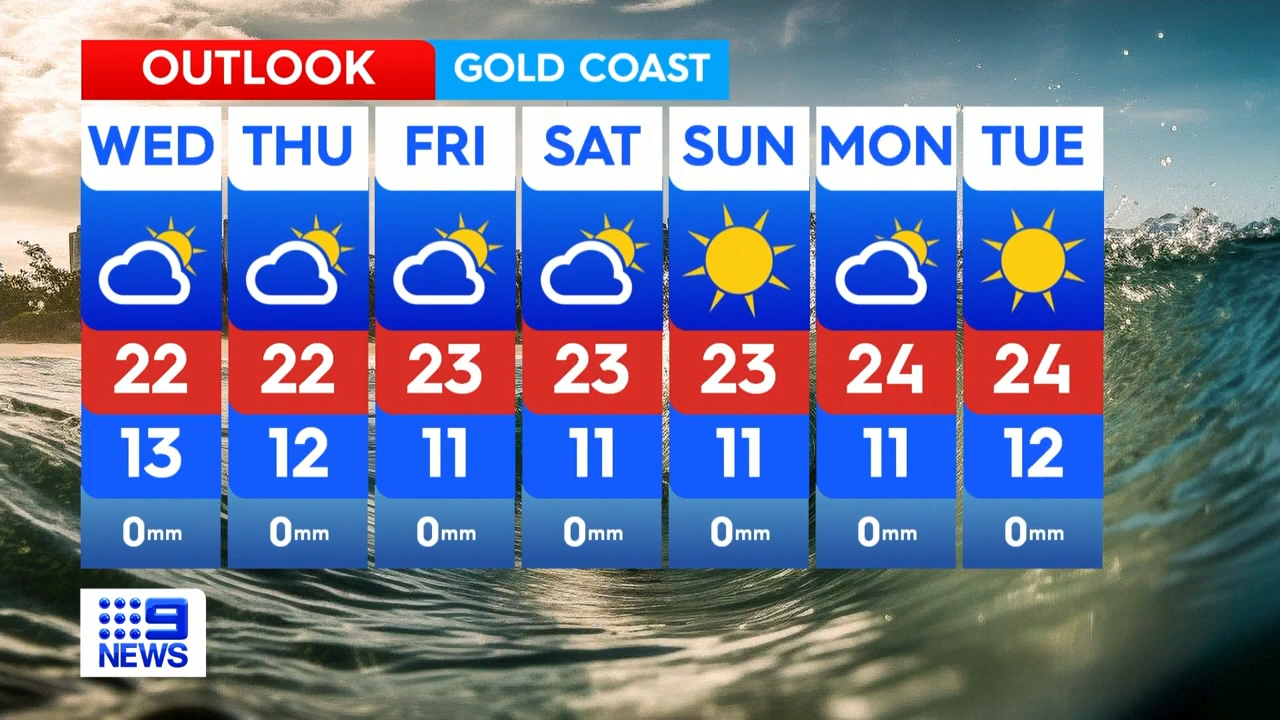 OUTLOOK GOLD COAST
WED THU FRI SAT SUN MON TUE
22 22 23 23 23 24 24
13 12 11 11 11 11 12
0mm 0mm 0mm 0mm 0mm 0mm 0mm
9
NEWS